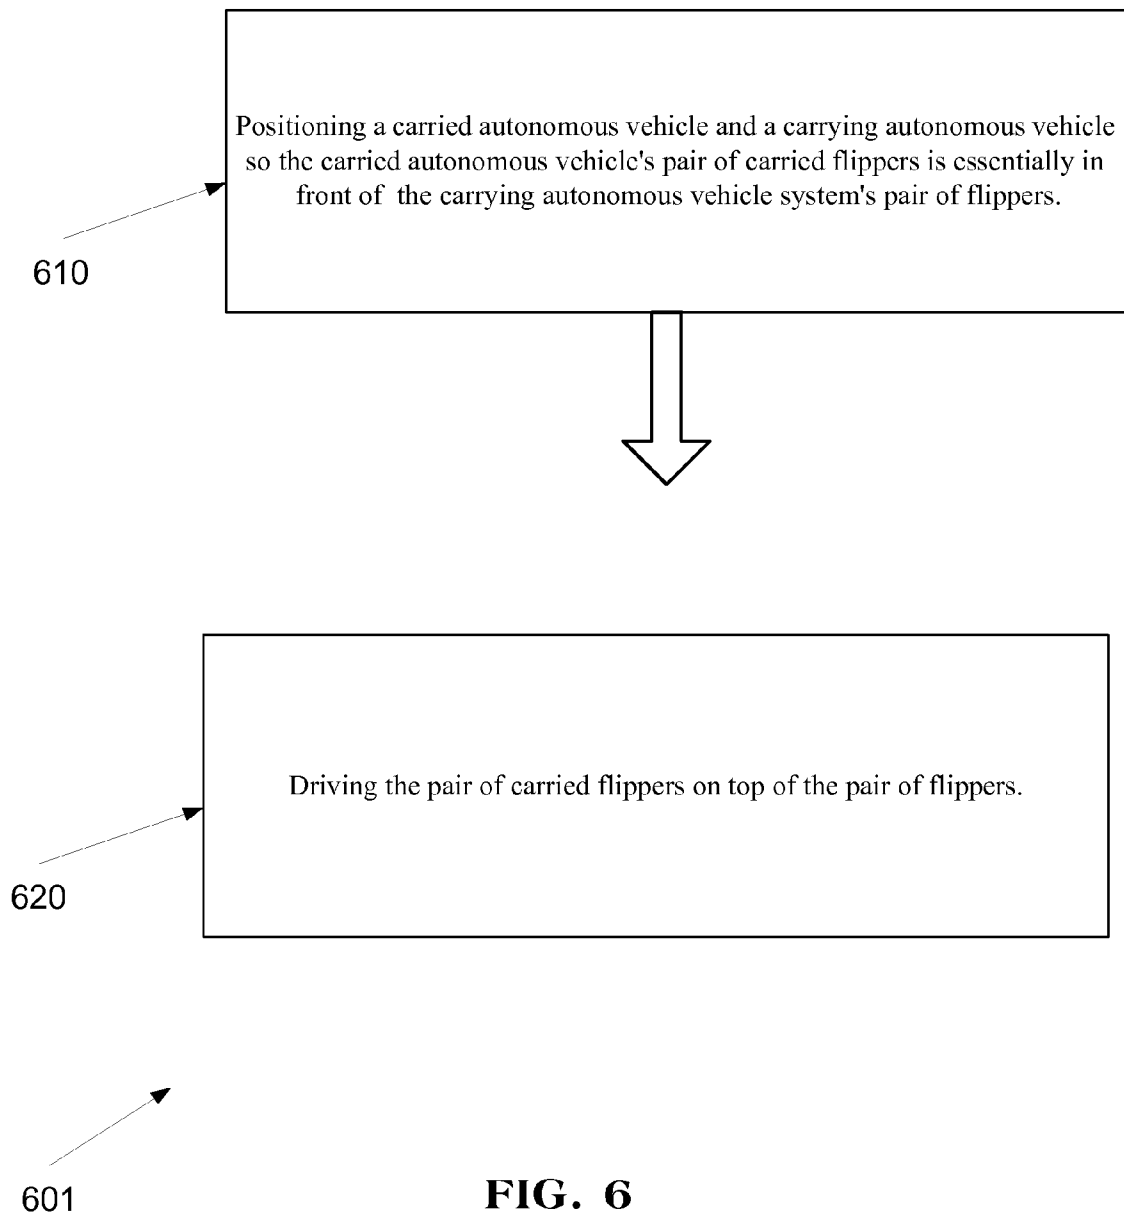 Positioning a carried autonomous vehicle and a carrying autonomous vehicle
so the carried autonomous vehicle's pair of carried flippers is essentially in
front of the carrying autonomous vehicle system's pair of flippers.
610
Driving the pair of carried flippers on top of the pair of flippers.
620
601
FIG. 6